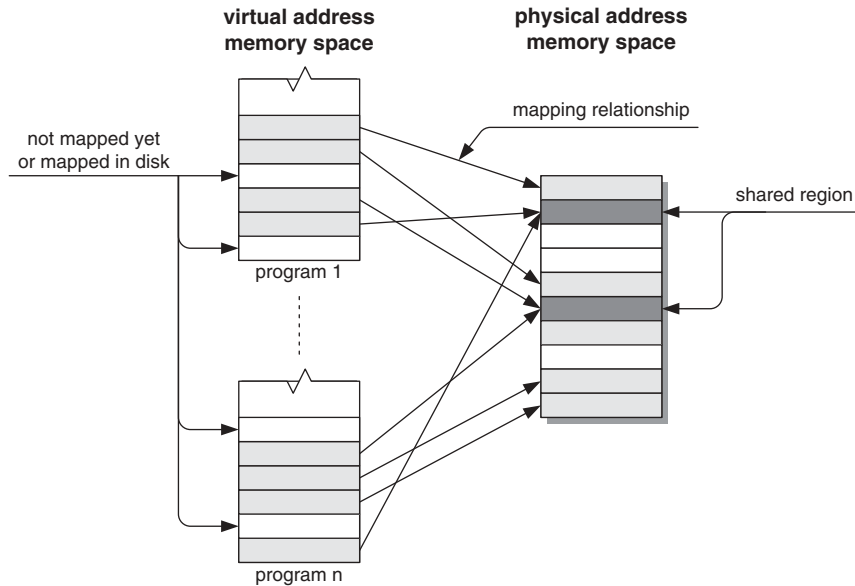 virtual address
memory space
physical address
memory space
mapping relationship
not mapped yet
or mapped in disk
shared region
program 1
program n